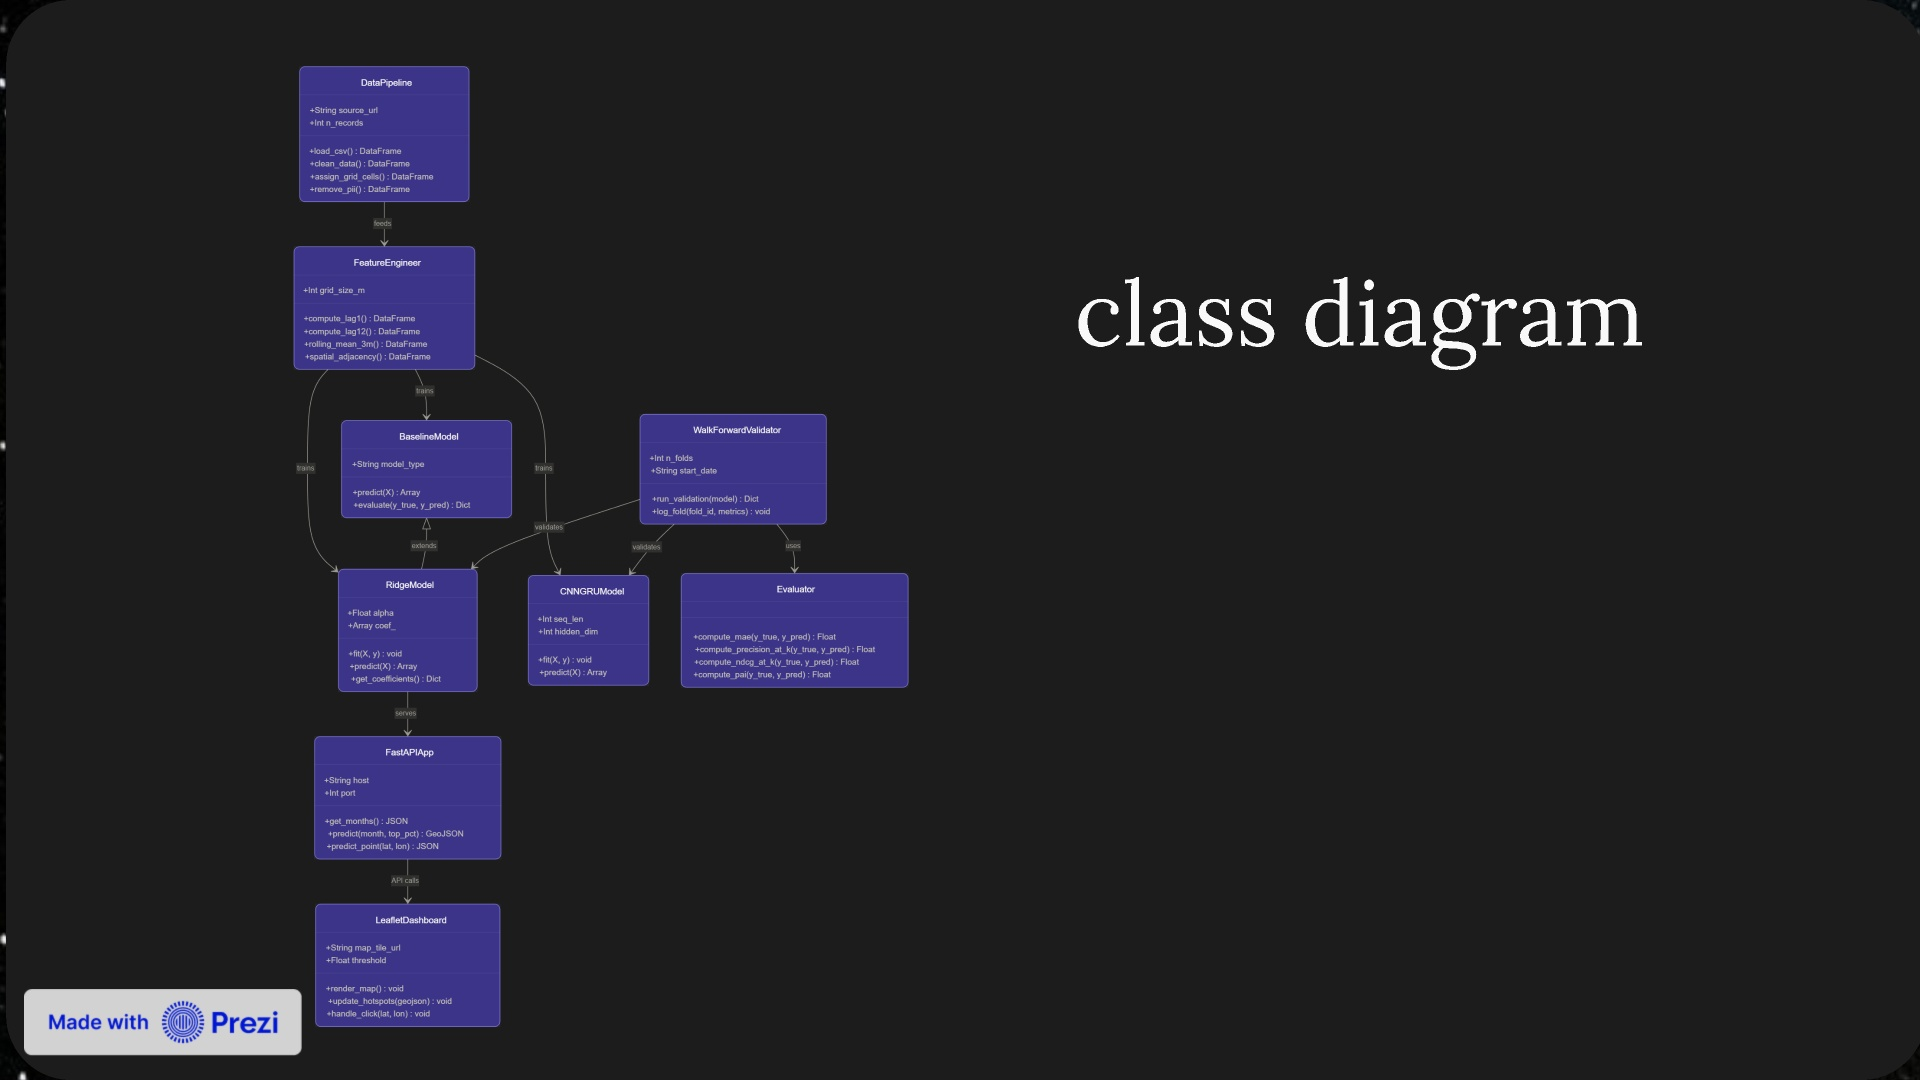 DataPipeline
+String source_url
+Int n_records
+load_csv() : DataFrame
+clean_data() : DataFrame
+assign_grid_cells() : DataFrame
+remove_pii() : DataFrame
feeds
FeatureEngineer
+Int grid_size_m
+compute_lag1() : DataFrame
+compute_lag12() : DataFrame
+rolling_mean_3m() : DataFrame
+spatial_adjacency() : DataFrame
class diagram
trains
BaselineModel
+String model_type
+predict(X) : Array
+evaluate(y_true, y_pred) : Dict
trains
trains
WalkForwardValidator
+Int n_folds
+String start_date
+run_validation(model) : Dict
+log_fold(fold_id, metrics) : void
validates
extends
validates
uses
RidgeModel
+Float alpha
+Array coef_
+fit(X, y) : void
+predict(X) : Array
+get_coefficients() : Dict
CNNGRUModel
+Int seq_len
+Int hidden_dim
+fit(X, y) : void
+predict(X) : Array
Evaluator
+compute_mae(y_true, y_pred) : Float
+compute_precision_at_k(y_true, y_pred) : Float
+compute_ndcg_at_k(y_true, y_pred) : Float
+compute_pai(y_true, y_pred) : Float
serves
FastAPIApp
+String host
+Int port
+get_months() : JSON
+predict(month, top_pct) : GeoJSON
+predict_point(lat, lon) : JSON
API calls
LeafletDashboard
+String map_tile_url
+Float threshold
+render_map() : void
+update_hotspots(geojson) : void
+handle_click(lat, lon) : void
Made with Prezi